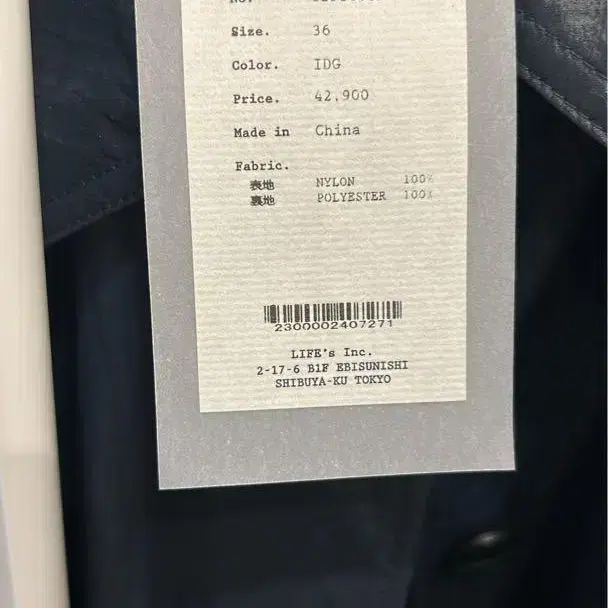 No.
Size. 36
Color. IDG
Price. 42,900
Made in China
Fabric.
表地 NYLON 100%
裏地 POLYESTER 100%
2300002407271
LIFE's Inc.
2-17-6 B1F EBISUNISHI
SHIBUYA-KU TOKYO